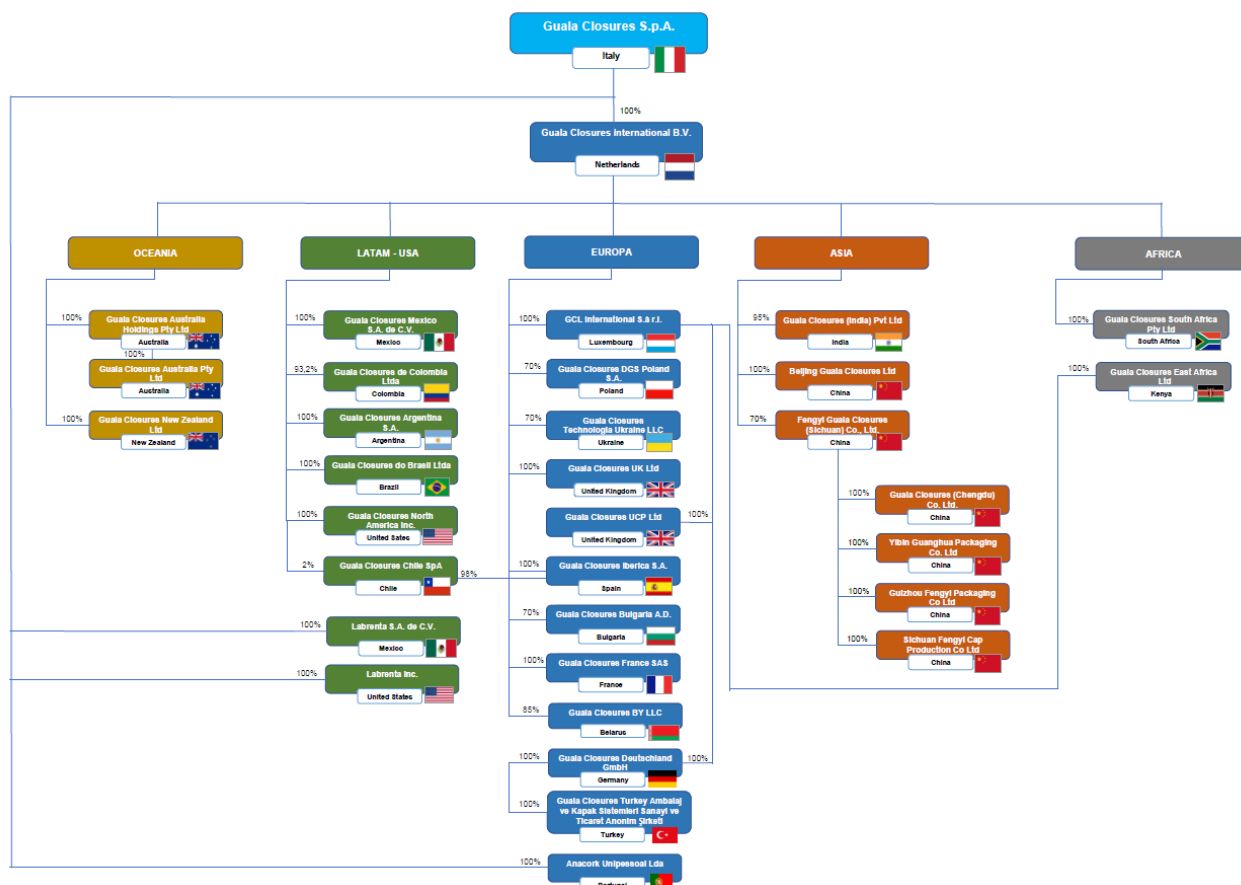 Guala Closures S.p.A.
Italy
100%
Guala Closures International B.V.
Netherlands
OCEANIA
LATAM - USA
EUROPA
ASIA
AFRICA
100%
Guala Closures Australia
Holdings Pty Ltd
Australia
100%
Guala Closures Australia Pty
Ltd
Australia
100%
Guala Closures New Zealand
Ltd
New Zealand
100%
Guala Closures Mexico
S.A. de C.V.
Mexico
93,2%
Guala Closures de Colombia
Ltda
Colombia
100%
Guala Closures Argentina
S.A.
Argentina
100%
Guala Closures do Brasil Ltda
Brazil
100%
Guala Closures North
America Inc.
United States
2%
Guala Closures Chile SpA
Chile
98%
100%
Labrenta S.A. de C.V.
Mexico
100%
Labrenta Inc.
United States
100%
GCL International S.à r.l.
Luxembourg
70%
Guala Closures DGS Poland
S.A.
Poland
70%
Guala Closures
Technologia Ukraine LLC
Ukraine
100%
Guala Closures UK Ltd
United Kingdom
Guala Closures UCP Ltd
United Kingdom
100%
100%
Guala Closures Iberica S.A.
Spain
70%
Guala Closures Bulgaria A.D.
Bulgaria
100%
Guala Closures France SAS
France
Guala Closures BY LLC
Belarus
100%
Guala Closures Deutschland
GmbH
Germany
100%
100%
Guala Closures Turkey Ambalaj
ve Kapak Sistemleri Sanayi ve
Ticaret Anonim Şirketi
Turkey
100%
Anacork Unipessoal Lda
Portugal
95%
Guala Closures (India) Pvt Ltd
India
100%
Beijing Guala Closures Ltd
China
70%
Fengyi Guala Closures
(Sichuan) Co., Ltd.
China
100%
Guala Closures (Chengdu)
Co. Ltd.
China
100%
Yibin Guanghua Packaging
Co. Ltd
China
100%
Guizhou Fengyi Packaging
Co Ltd
China
100%
Sichuan Fengyi Cap
Production Co Ltd
China
100%
Guala Closures South Africa
Pty Ltd
South Africa
100%
Guala Closures East Africa
Ltd
Kenya